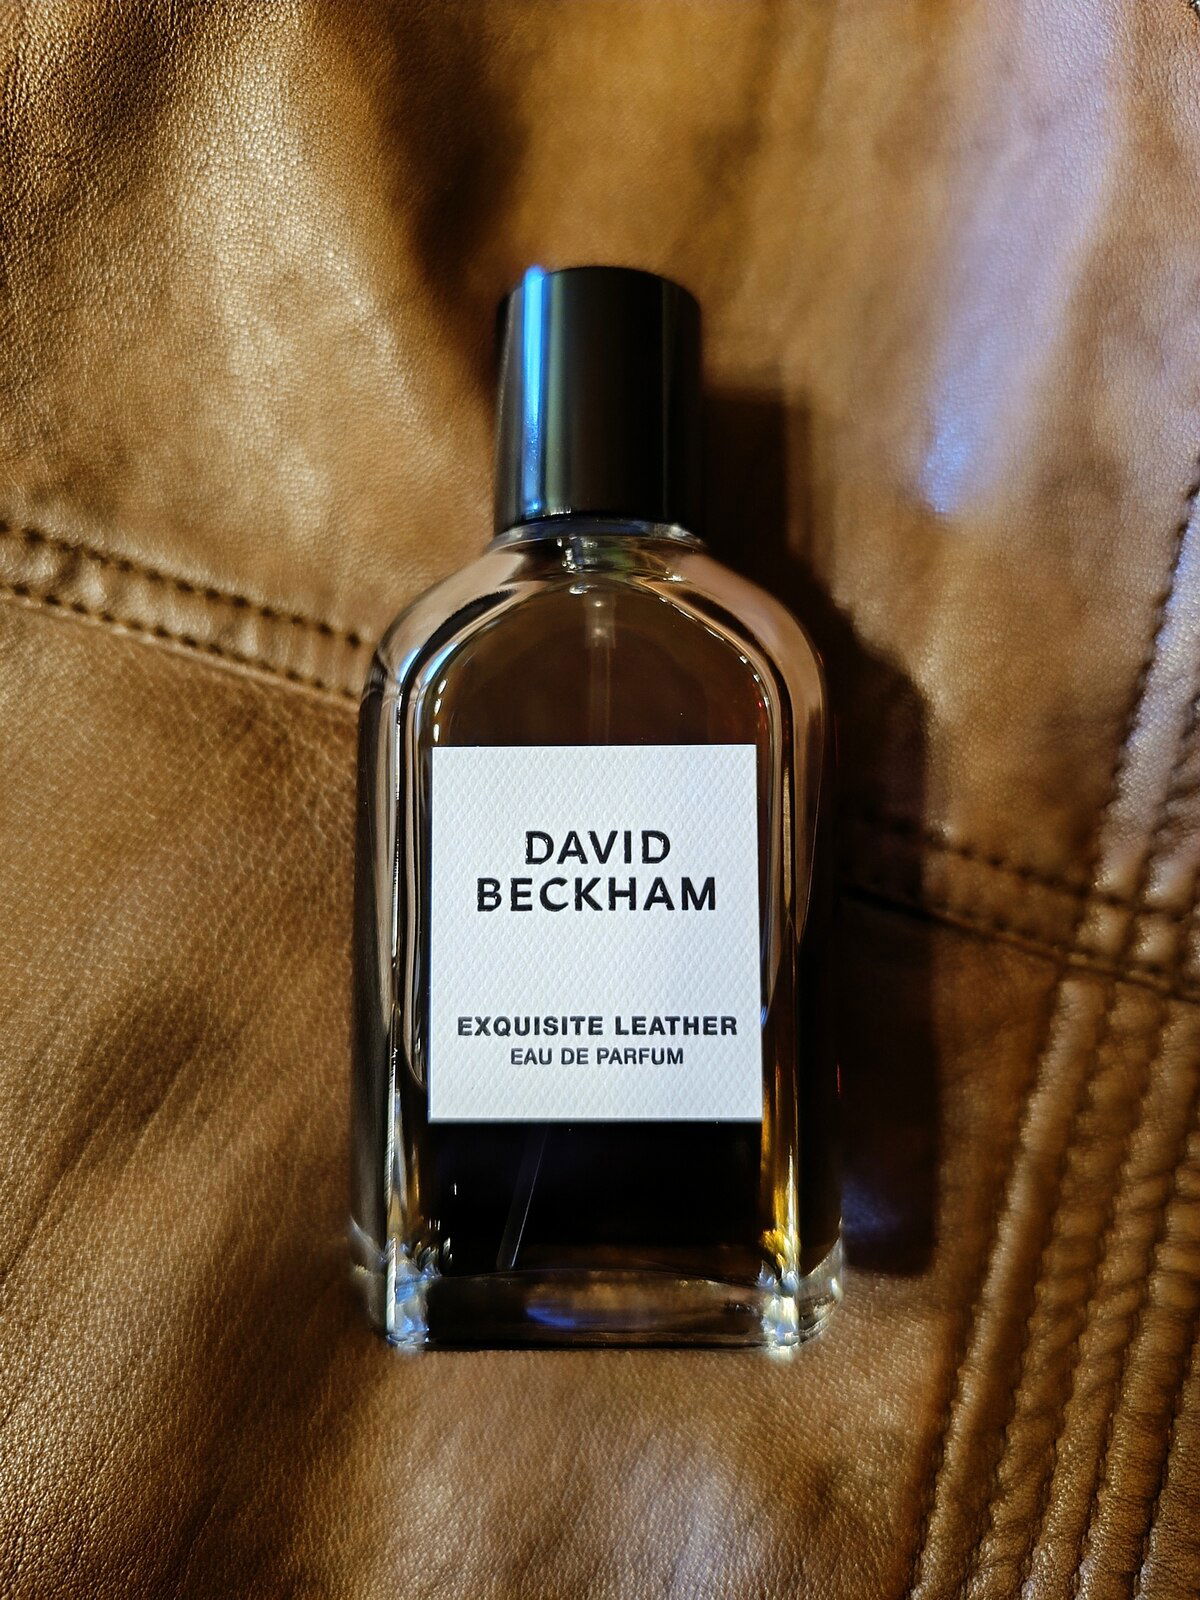 DAVID
BECKHAM
EXQUISITE LEATHER
EAU DE PARFUM